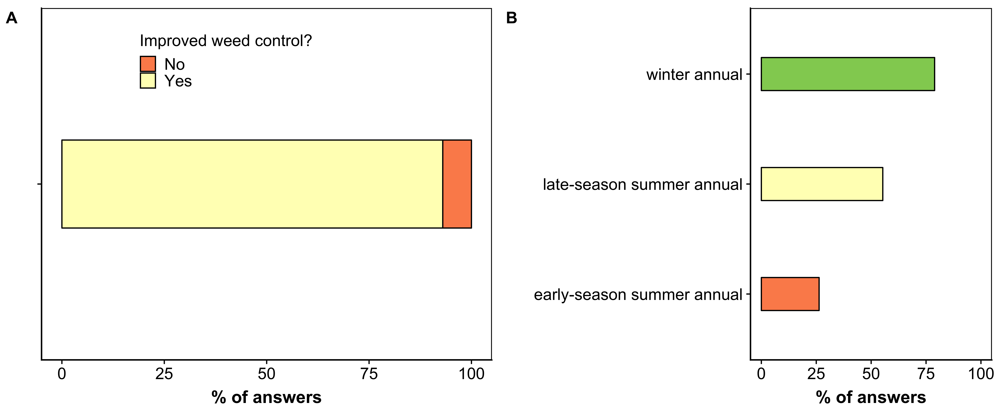 A
Improved weed control?
No
Yes
0 25 50 75 100
% of answers
B
winter annual
late-season summer annual
early-season summer annual
0 25 50 75 100
% of answers